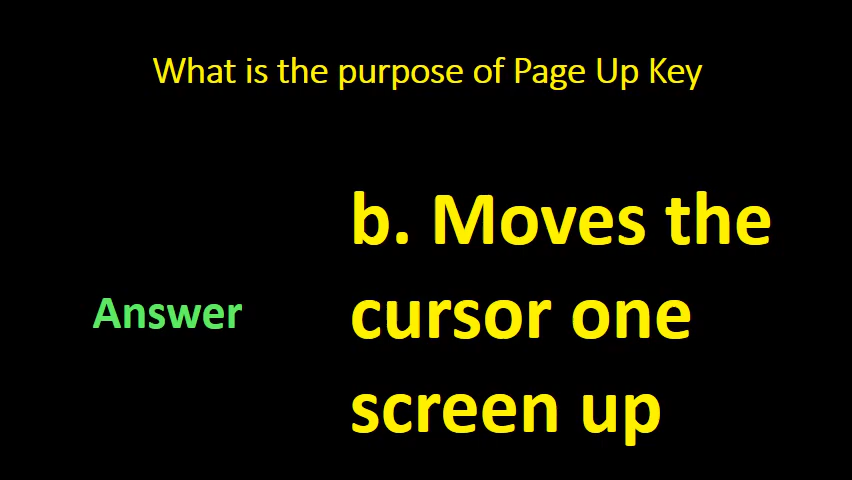 What is the purpose of Page Up Key
Answer
b. Moves the
cursor one
screen up